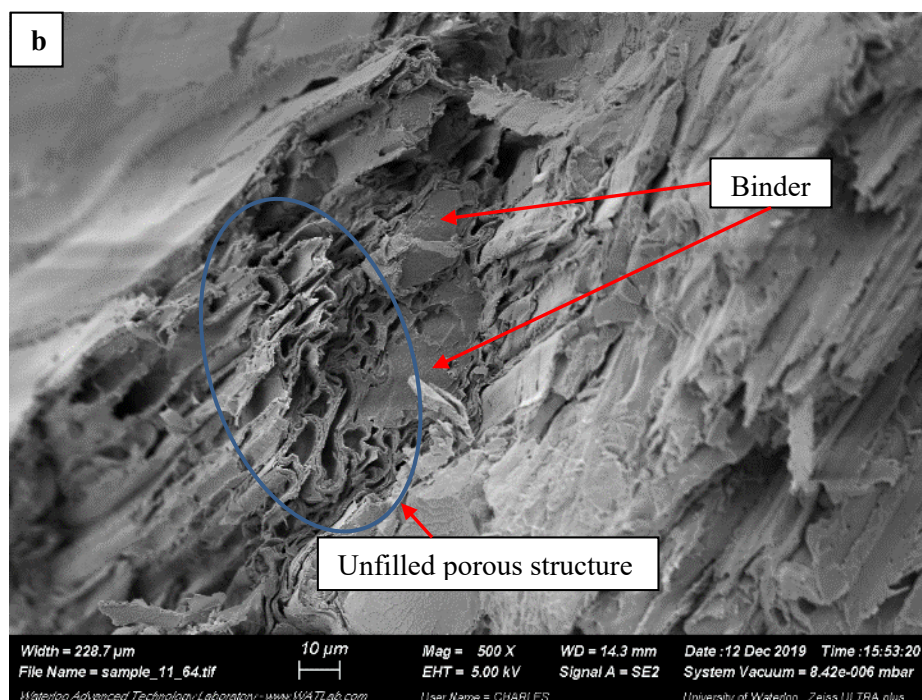 b
Binder
Unfilled porous structure
Width = 228.7 µm 10 µm Mag = 500 X WD = 14.3 mm Date :12 Dec 2019 Time :15:53:20
File Name = sample_11_64.tif EHT = 5.00 kV Signal A = SE2 System Vacuum = 8.42e-006 mbar
Waterloo Advanced Technology Laboratory - www.WATLab.com User Name = CHARLES University of Waterloo Zeiss ULTRA plus